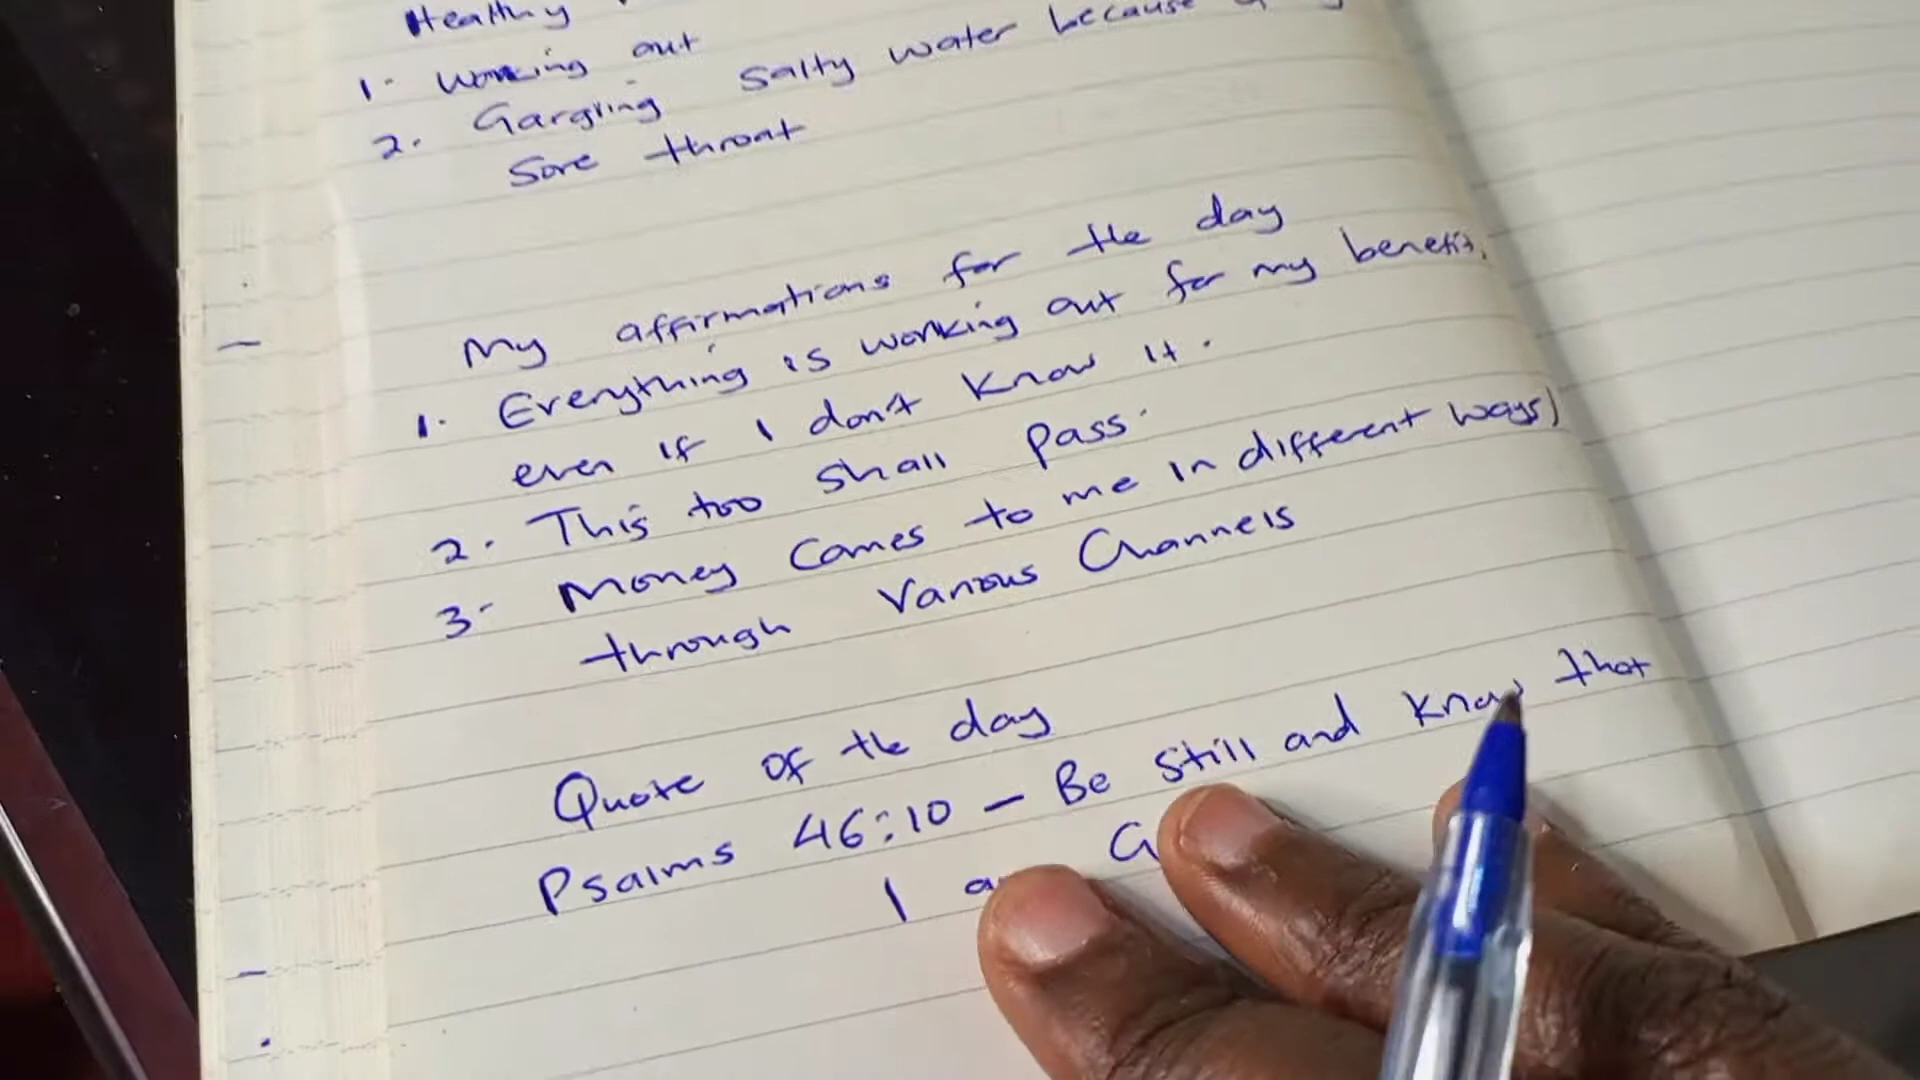 Healthy
1. Working out
2. Gargling salty water because
Sore throat
My affirmations for the day
1. Everything is working out for my benefit,
even if I don't know it.
2. This too shall pass.
3- Money comes to me in different ways)
through various Channels
Quote of the day
Psalms 46:10 - Be still and know that
I